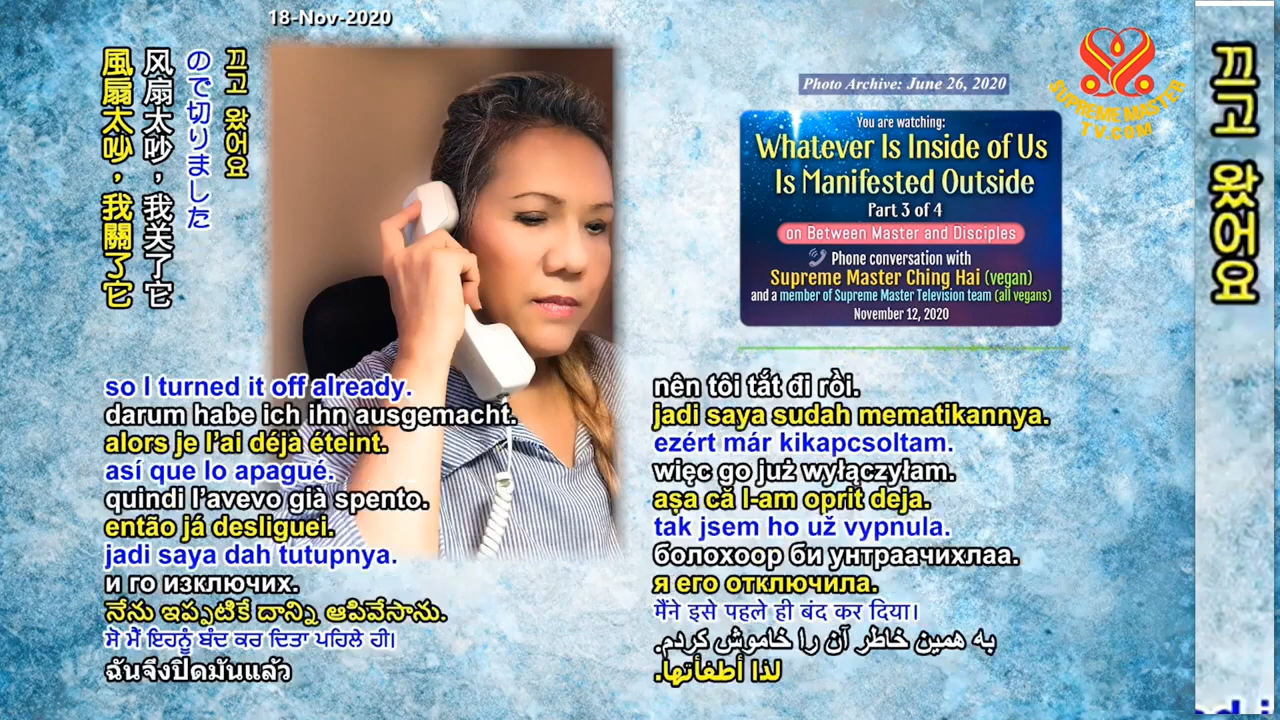 18-Nov-2020
끄고 왔어요
ので切りました
风扇太吵，我关了它
風扇太吵，我關了它
Photo Archive: June 26, 2020
You are watching:
Whatever Is Inside of Us
Is Manifested Outside
Part 3 of 4
on Between Master and Disciples
Phone conversation with
Supreme Master Ching Hai (vegan)
and a member of Supreme Master Television team (all vegans)
November 12, 2020
SUPREME MASTER
TV.COM
so I turned it off already.
darum habe ich ihn ausgemacht.
alors je l’ai déjà éteint.
así que lo apagué.
quindi l’avevo già spento.
então já desliguei.
jadi saya dah tutupnya.
и го изключих.
నేను ఇప్పటికే దాన్ని ఆపివేసాను.
ਸੋ ਮੈਂ ਇਹਨੂੰ ਬੰਦ ਕਰ ਦਿਤਾ ਪਹਿਲੇ ਹੀ।
ฉันจึงปิดมันแล้ว
nên tôi tắt đi rồi.
jadi saya sudah mematikannya.
ezért már kikapcsoltam.
więc go już wyłączyłam.
așa că l-am oprit deja.
tak jsem ho už vypnula.
болохоор би унтраачихлаа.
я его отключила.
मैंने इसे पहले ही बंद कर दिया।
به همین خاطر آن را خاموش کردم.
لذا أطفأتها.
끄고 왔어요